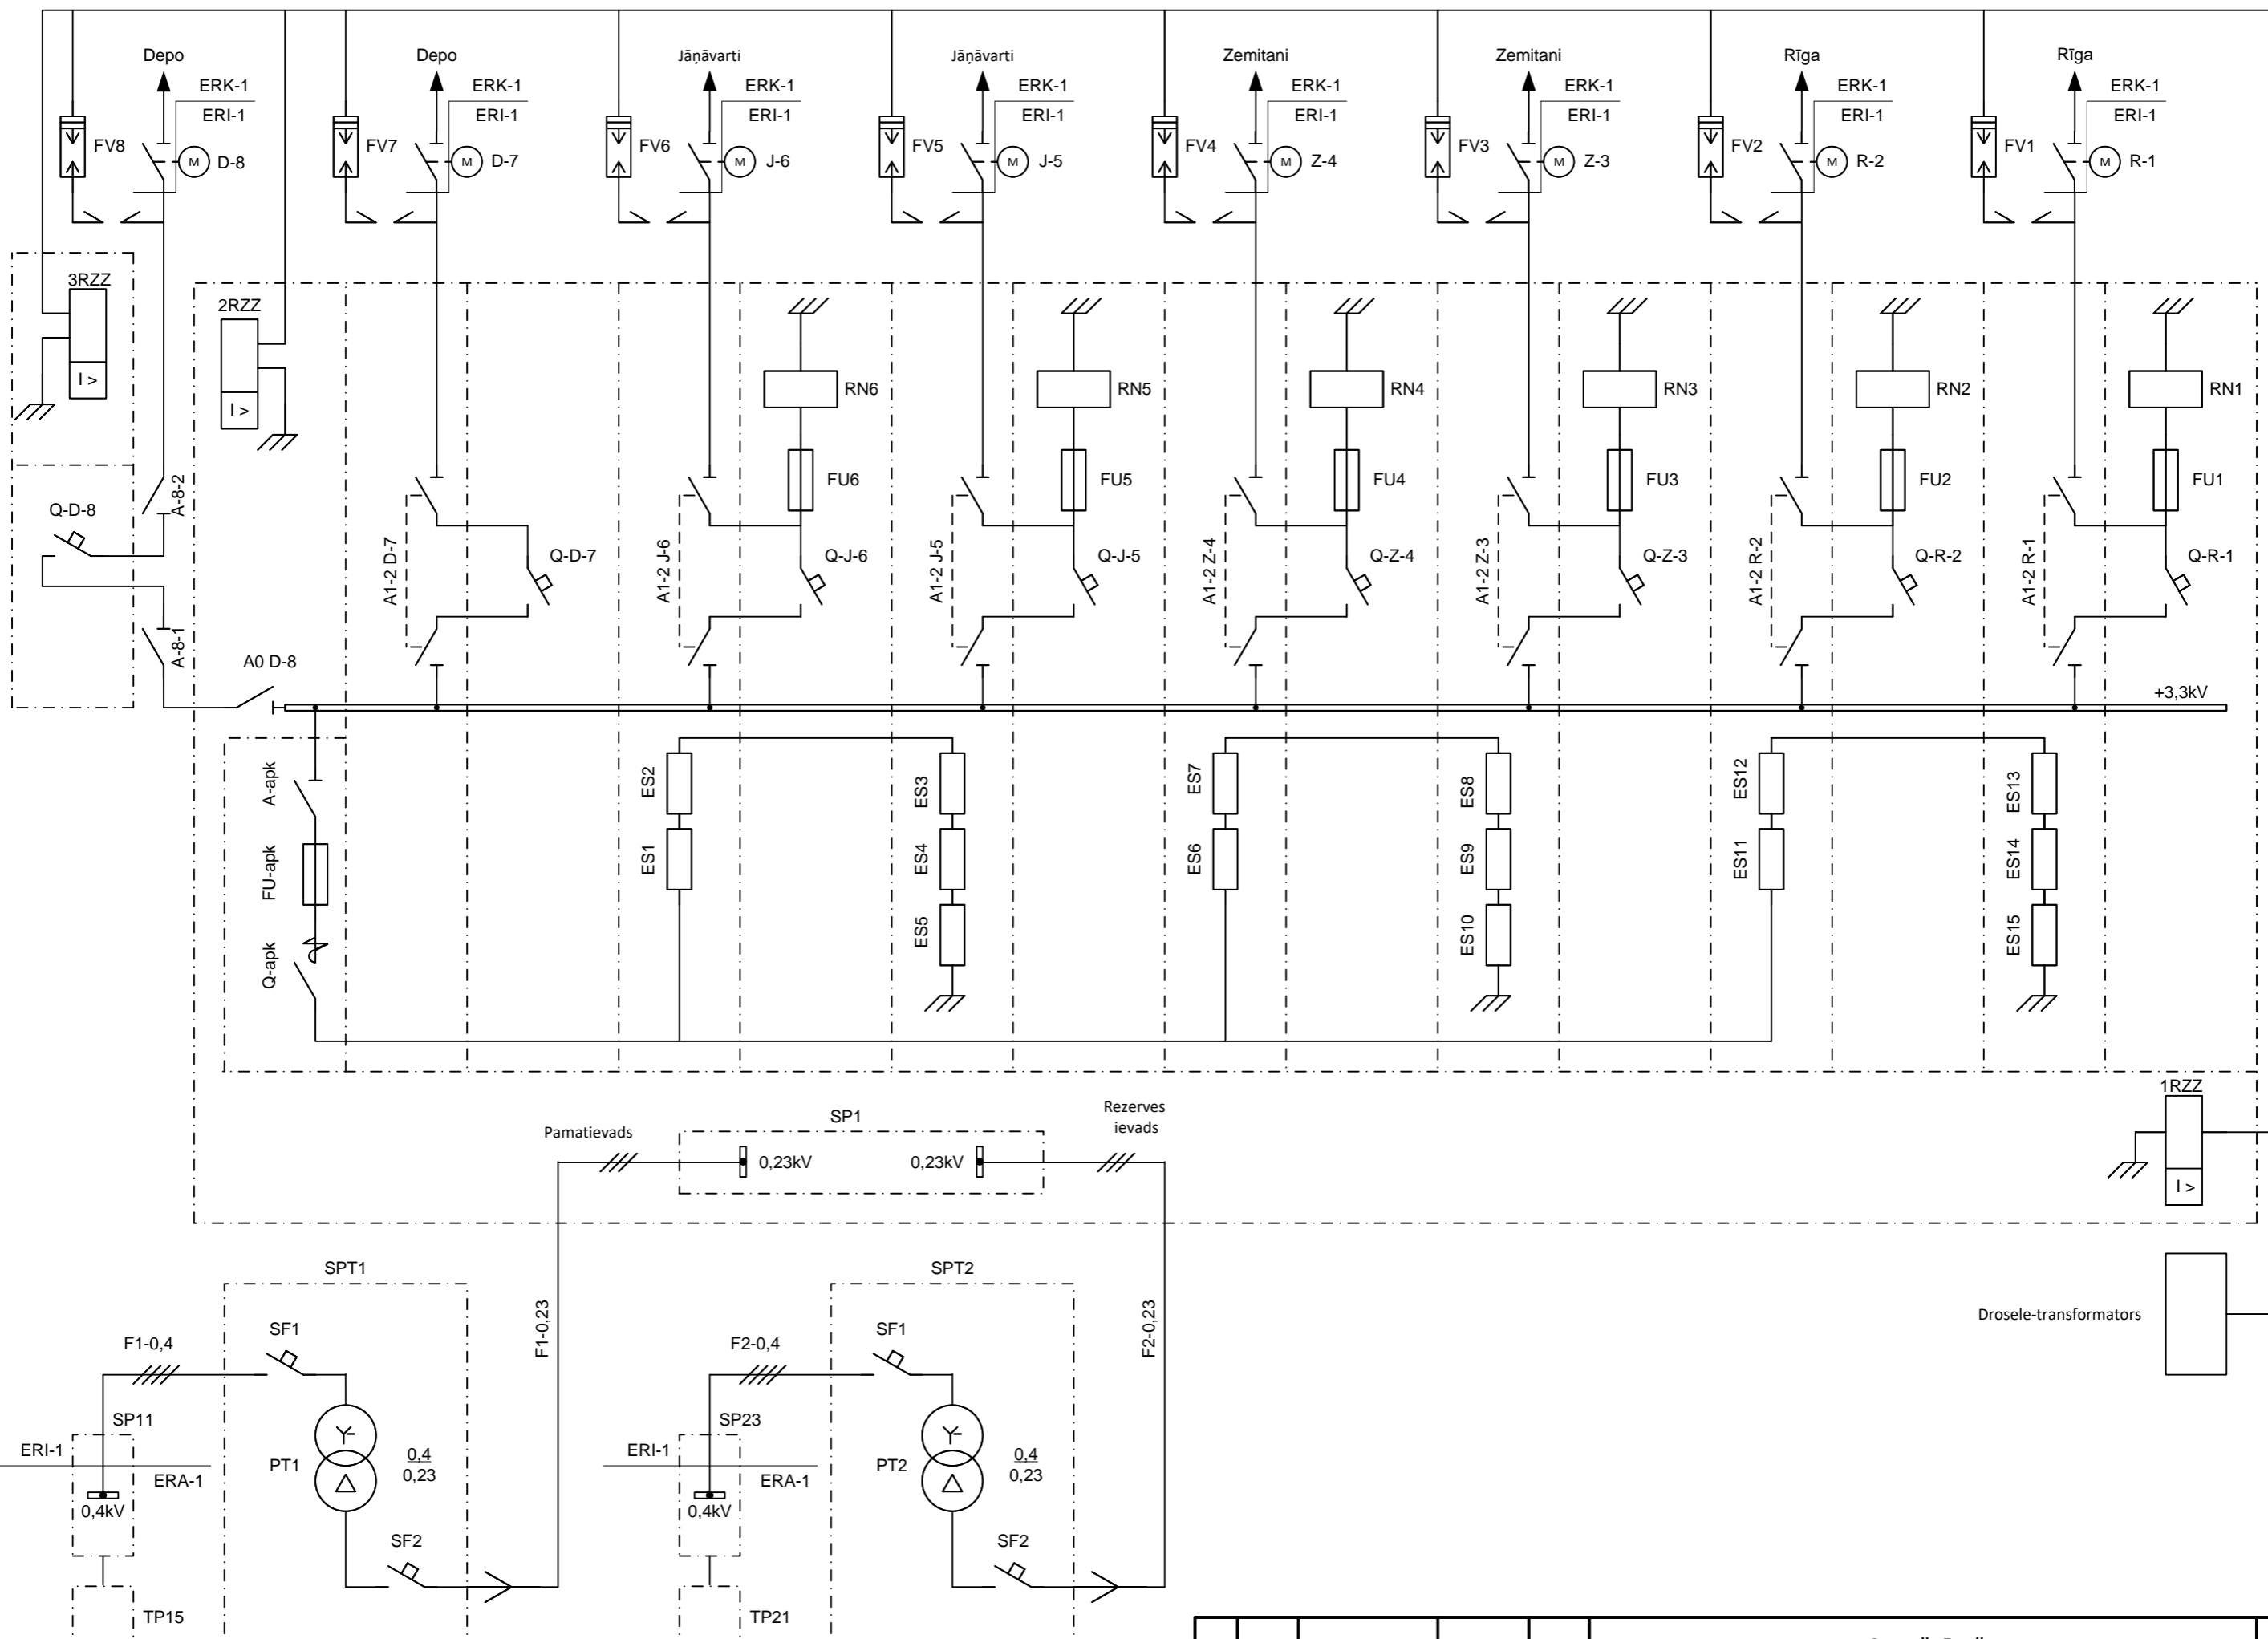 Depo
Depo
Jāņāvarti
Jāņāvarti
Zemitani
Zemitani
Rīga
Rīga
ERK-1
ERK-1
ERK-1
ERK-1
ERK-1
ERK-1
ERK-1
ERK-1
ERI-1
ERI-1
ERI-1
ERI-1
ERI-1
ERI-1
ERI-1
ERI-1
FV8
M
D-8
FV7
M
D-7
FV6
M
J-6
FV5
M
J-5
FV4
M
Z-4
FV3
M
Z-3
FV2
M
R-2
FV1
M
R-1
3RZZ
I >
2RZZ
I >
RN6
RN5
RN4
RN3
RN2
RN1
FU6
FU5
FU4
FU3
FU2
FU1
A-8-2
Q-D-8
A-8-1
A0 D-8
A1-2 D-7
Q-D-7
A1-2 J-6
Q-J-6
A1-2 J-5
Q-J-5
A1-2 Z-4
Q-Z-4
A1-2 Z-3
Q-Z-3
A1-2 R-2
Q-R-2
A1-2 R-1
Q-R-1
+3,3kV
A-apk
FU-apk
Q-apk
ES2
ES1
ES3
ES4
ES5
ES7
ES6
ES8
ES9
ES10
ES12
ES11
ES13
ES14
ES15
1RZZ
I >
Pamatievads
SP1
Rezerves
ievads
0,23kV
0,23kV
SPT1
SPT2
F1-0,23
F2-0,23
Drosele-transformators
F1-0,4
SF1
F2-0,4
SF1
SP11
SP23
ERI-1
ERA-1
PT1
0,4
0,23
ERI-1
ERA-1
PT2
0,4
0,23
0,4kV
0,4kV
SF2
SF2
TP15
TP21